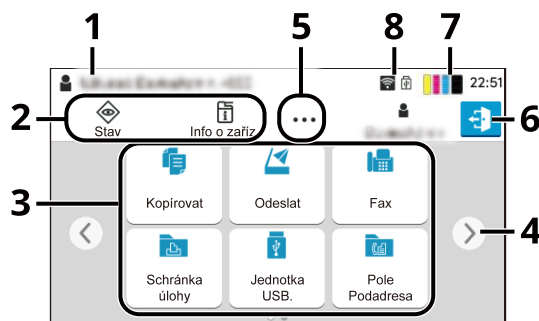 1
5
8
7
22:51
2
Stav
Info o zaříz
6
3
Kopírovat
Odeslat
Fax
4
Schránka
úlohy
Jednotka
USB.
Pole
Podadresa